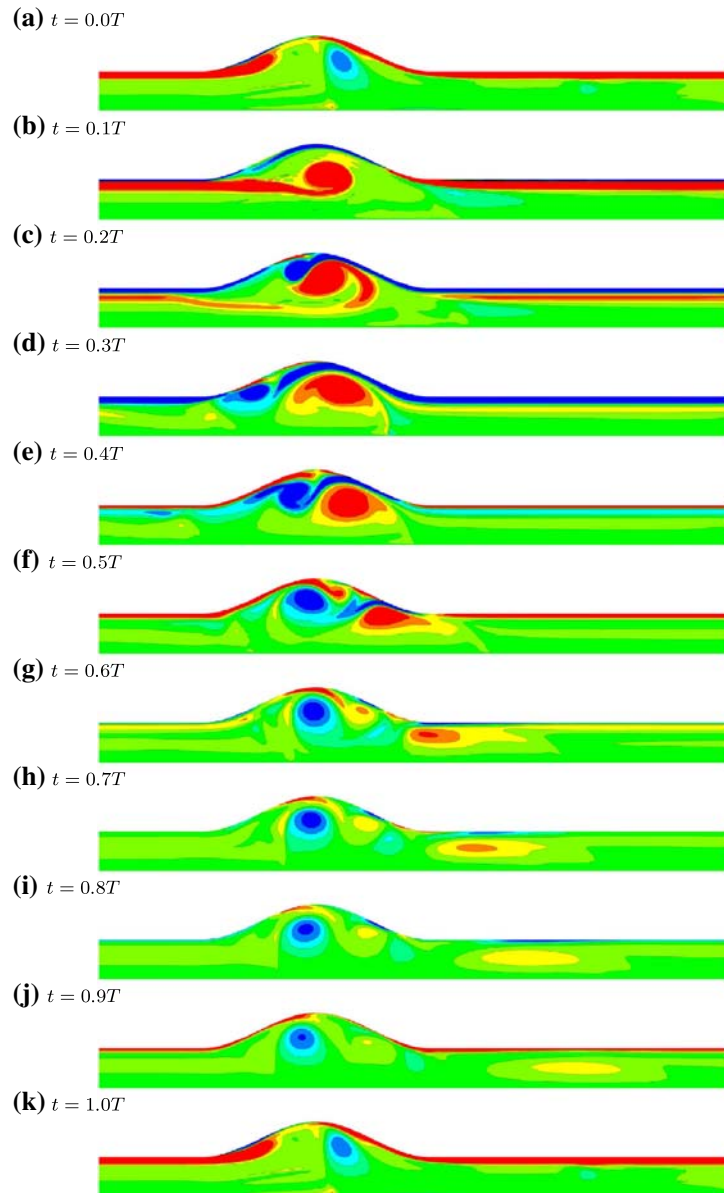 (a) t = 0.0T
(b) t = 0.1T
(c) t = 0.2T
(d) t = 0.3T
(e) t = 0.4T
(f) t = 0.5T
(g) t = 0.6T
(h) t = 0.7T
(i) t = 0.8T
(j) t = 0.9T
(k) t = 1.0T